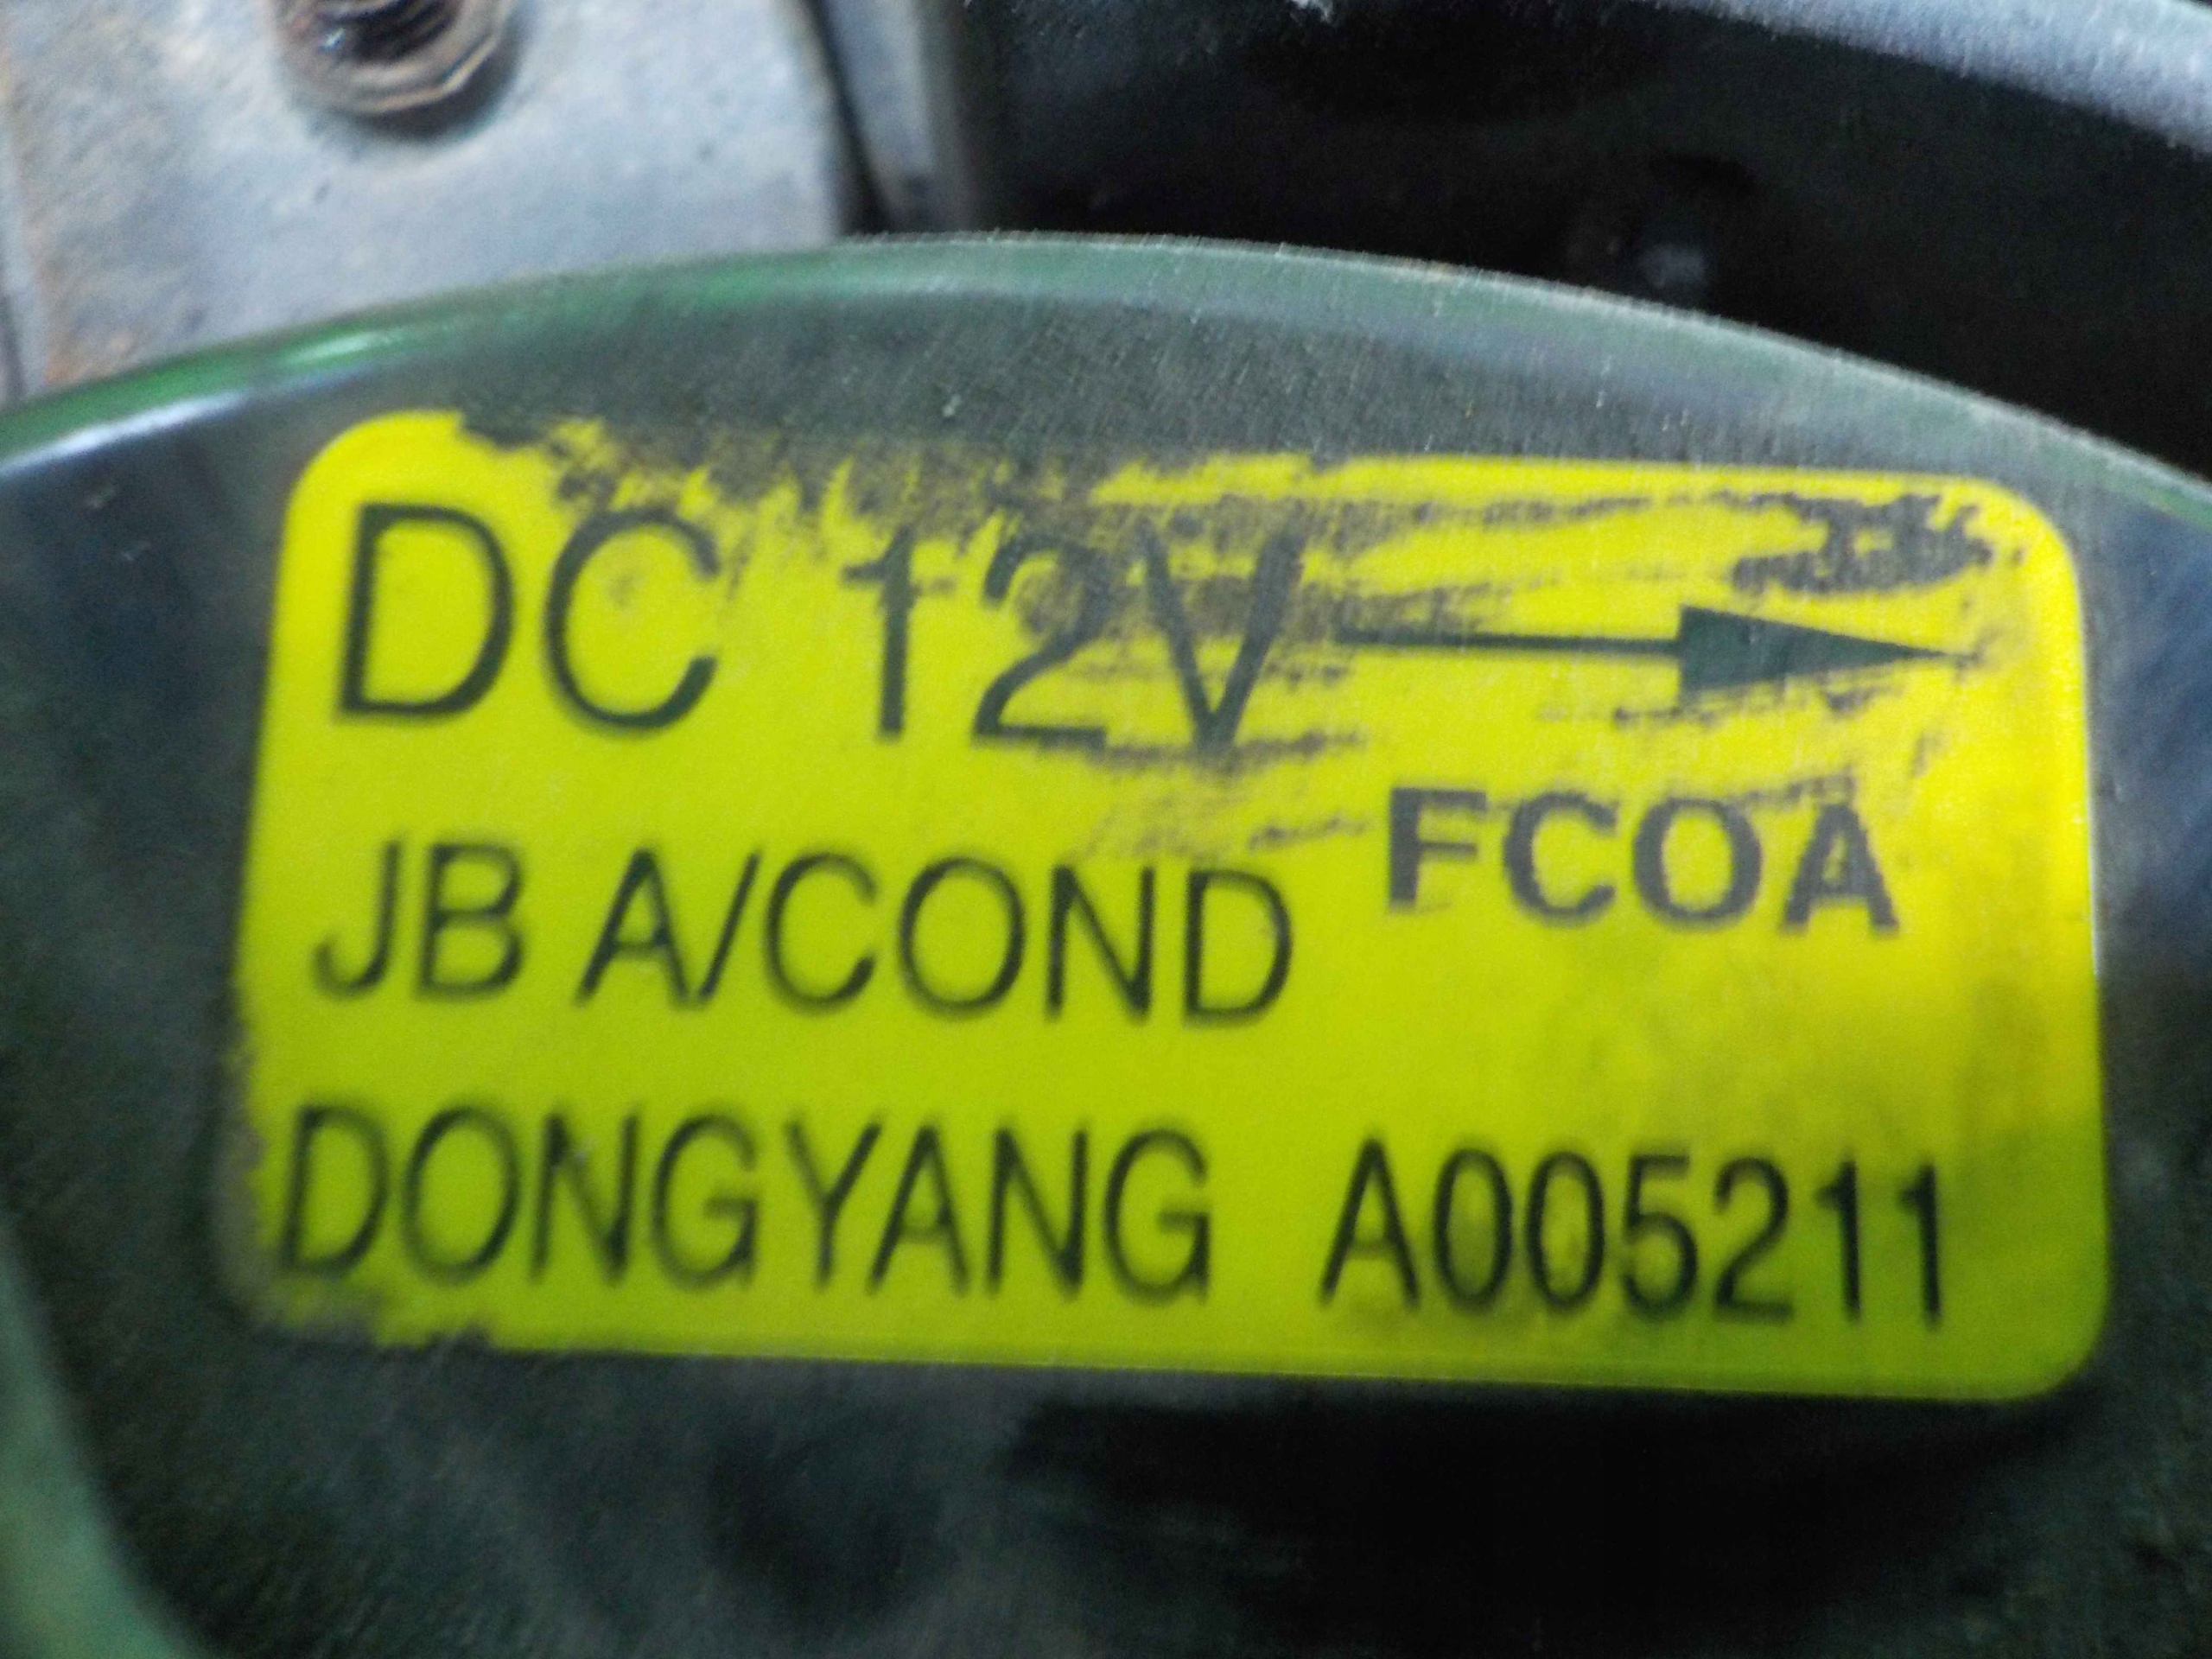 DC 12V
FCOA
JB A/COND
DONGYANG A005211